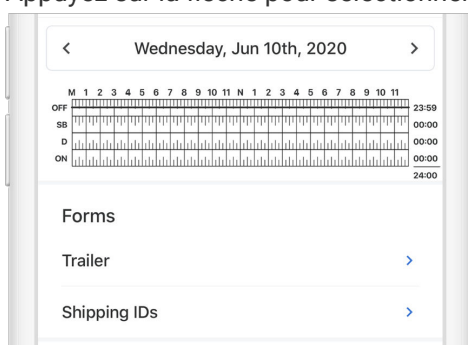 Appuyez sur la flèche pour sélectionner
Wednesday, Jun 10th, 2020
M 1 2 3 4 5 6 7 8 9 10 11 N 1 2 3 4 5 6 7 8 9 10 11
OFF 23:59
SB 00:00
D 00:00
ON 00:00
24:00
Forms
Trailer
Shipping IDs